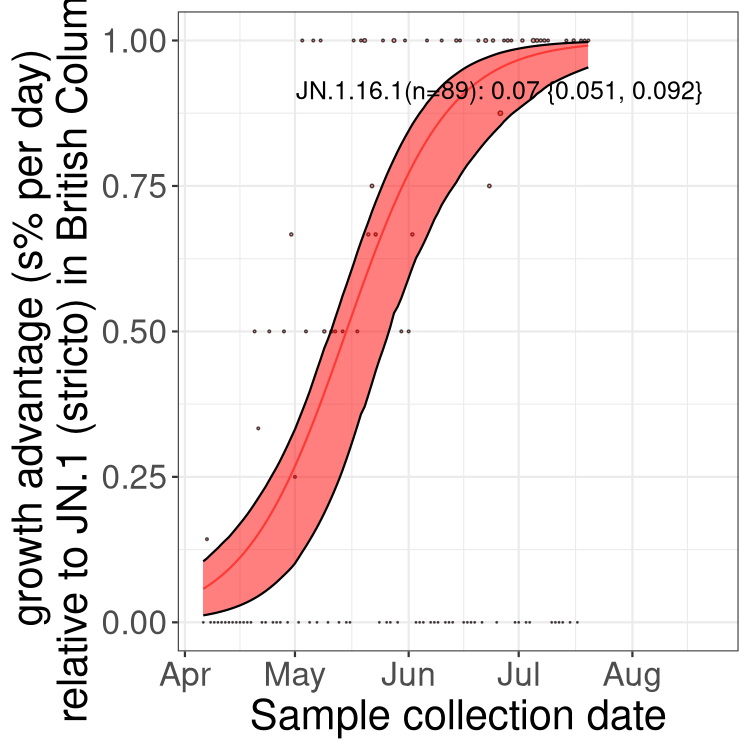 growth advantage (s% per day)
relative to JN.1 (stricto) in British Colum
1.00
0.75
0.50
0.25
0.00
JN.1.16.1(n=89): 0.07 {0.051, 0.092}
Apr May Jun Jul Aug
Sample collection date